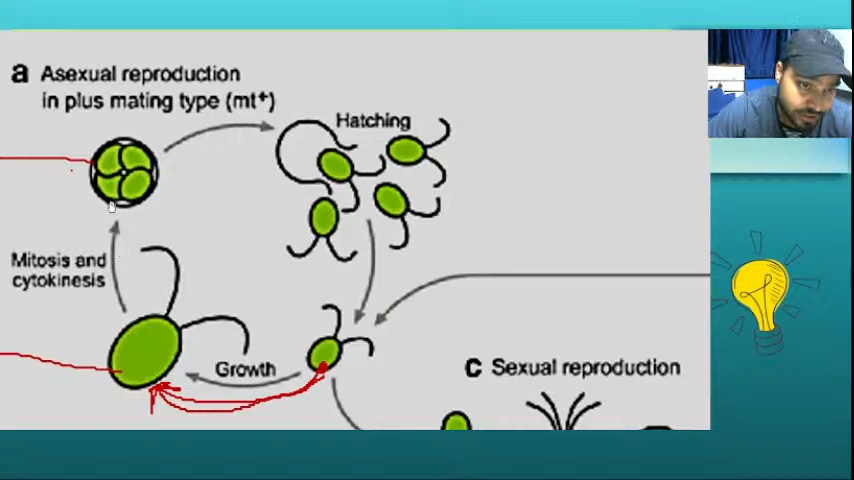 a Asexual reproduction
in plus mating type (mt⁺)
Hatching
Mitosis and
cytokinesis
Growth
c Sexual reproduction